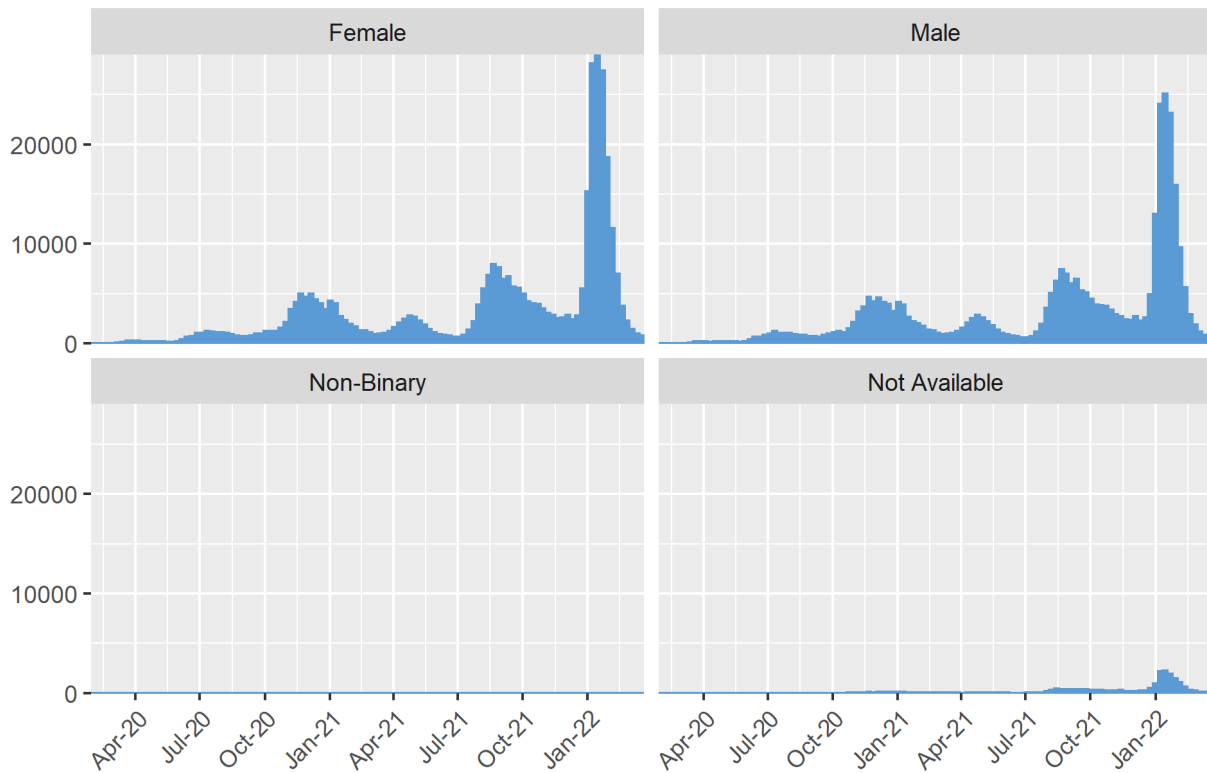 Female
Male
20000
10000
0
Non-Binary
Not Available
20000
10000
0
Apr-20
Jul-20
Oct-20
Jan-21
Apr-21
Jul-21
Oct-21
Jan-22
Apr-20
Jul-20
Oct-20
Jan-21
Apr-21
Jul-21
Oct-21
Jan-22